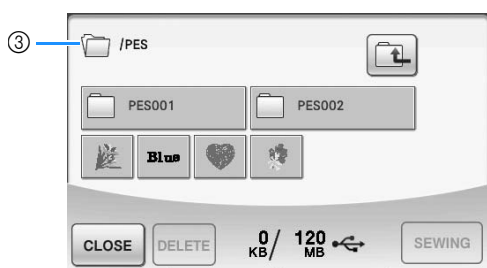 ③
/PES
PES001 PES002
Blue
CLOSE DELETE 0 KB/ 120 MB SEWING